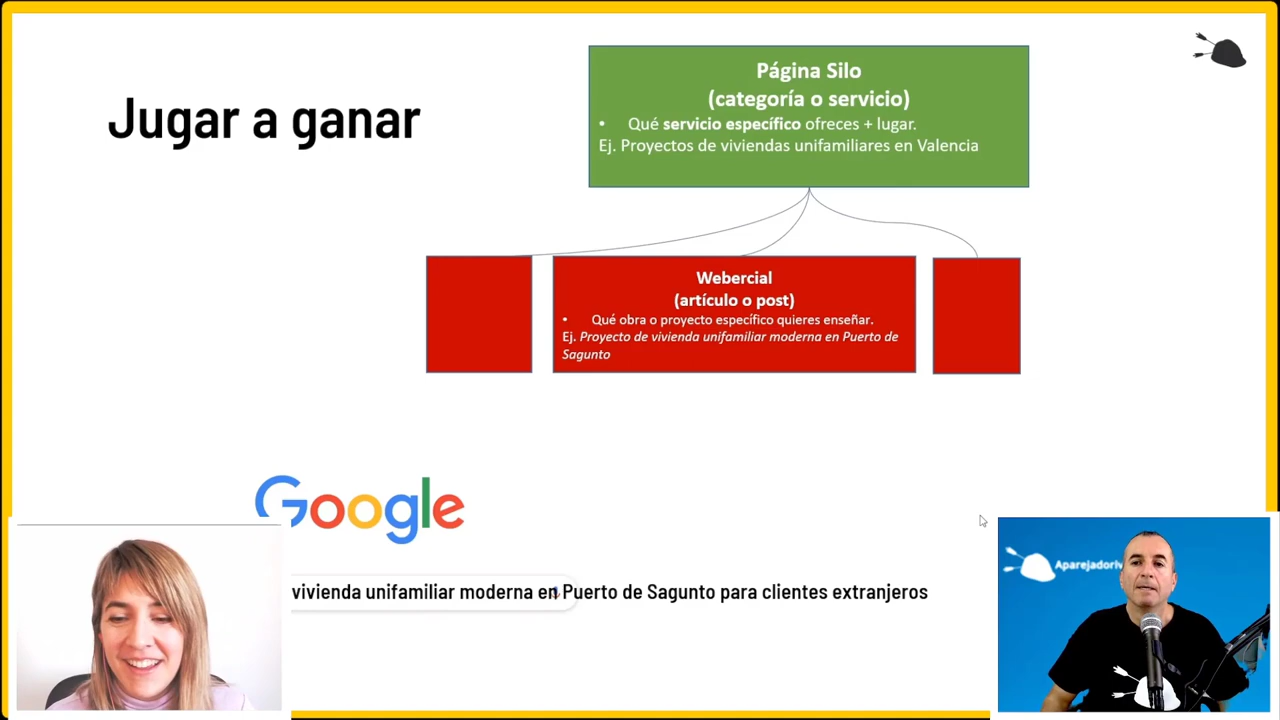 Jugar a ganar
Página Silo
(categoría o servicio)
• Qué servicio específico ofreces + lugar.
Ej. Proyectos de viviendas unifamiliares en Valencia
Webercial
(artículo o post)
• Qué obra o proyecto específico quieres enseñar.
Ej. Proyecto de vivienda unifamiliar moderna en Puerto de
Sagunto
Google
vivienda unifamiliar moderna en Puerto de Sagunto para clientes extranjeros